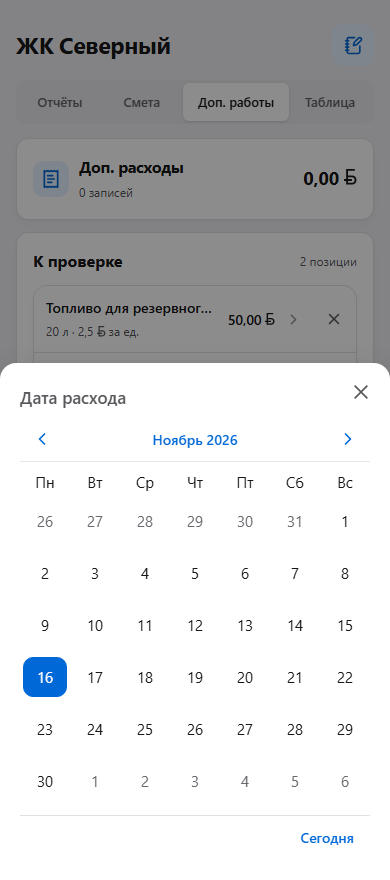 ЖК Северный
Отчёты Смета Доп. работы Таблица
Доп. расходы
0 записей
0,00
К проверке
2 позиции
Топливо для резервног...
50,00
20 л · 2,5 за ед.
Дата расхода
Ноябрь 2026
Пн Вт Ср Чт Пт Сб Вс
26 27 28 29 30 31 1
2 3 4 5 6 7 8
9 10 11 12 13 14 15
16 17 18 19 20 21 22
23 24 25 26 27 28 29
30 1 2 3 4 5 6
Сегодня